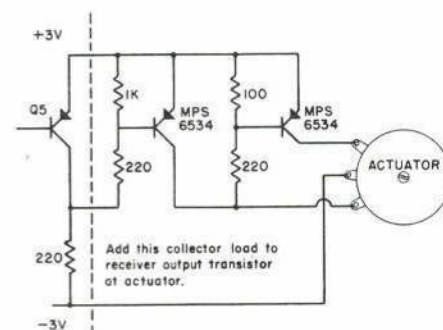 +3V
Q5
1K
MPS
6534
100
MPS
6534
220
220
ACTUATOR
220
Add this collector load to
receiver output transistor
at actuator.
-3V